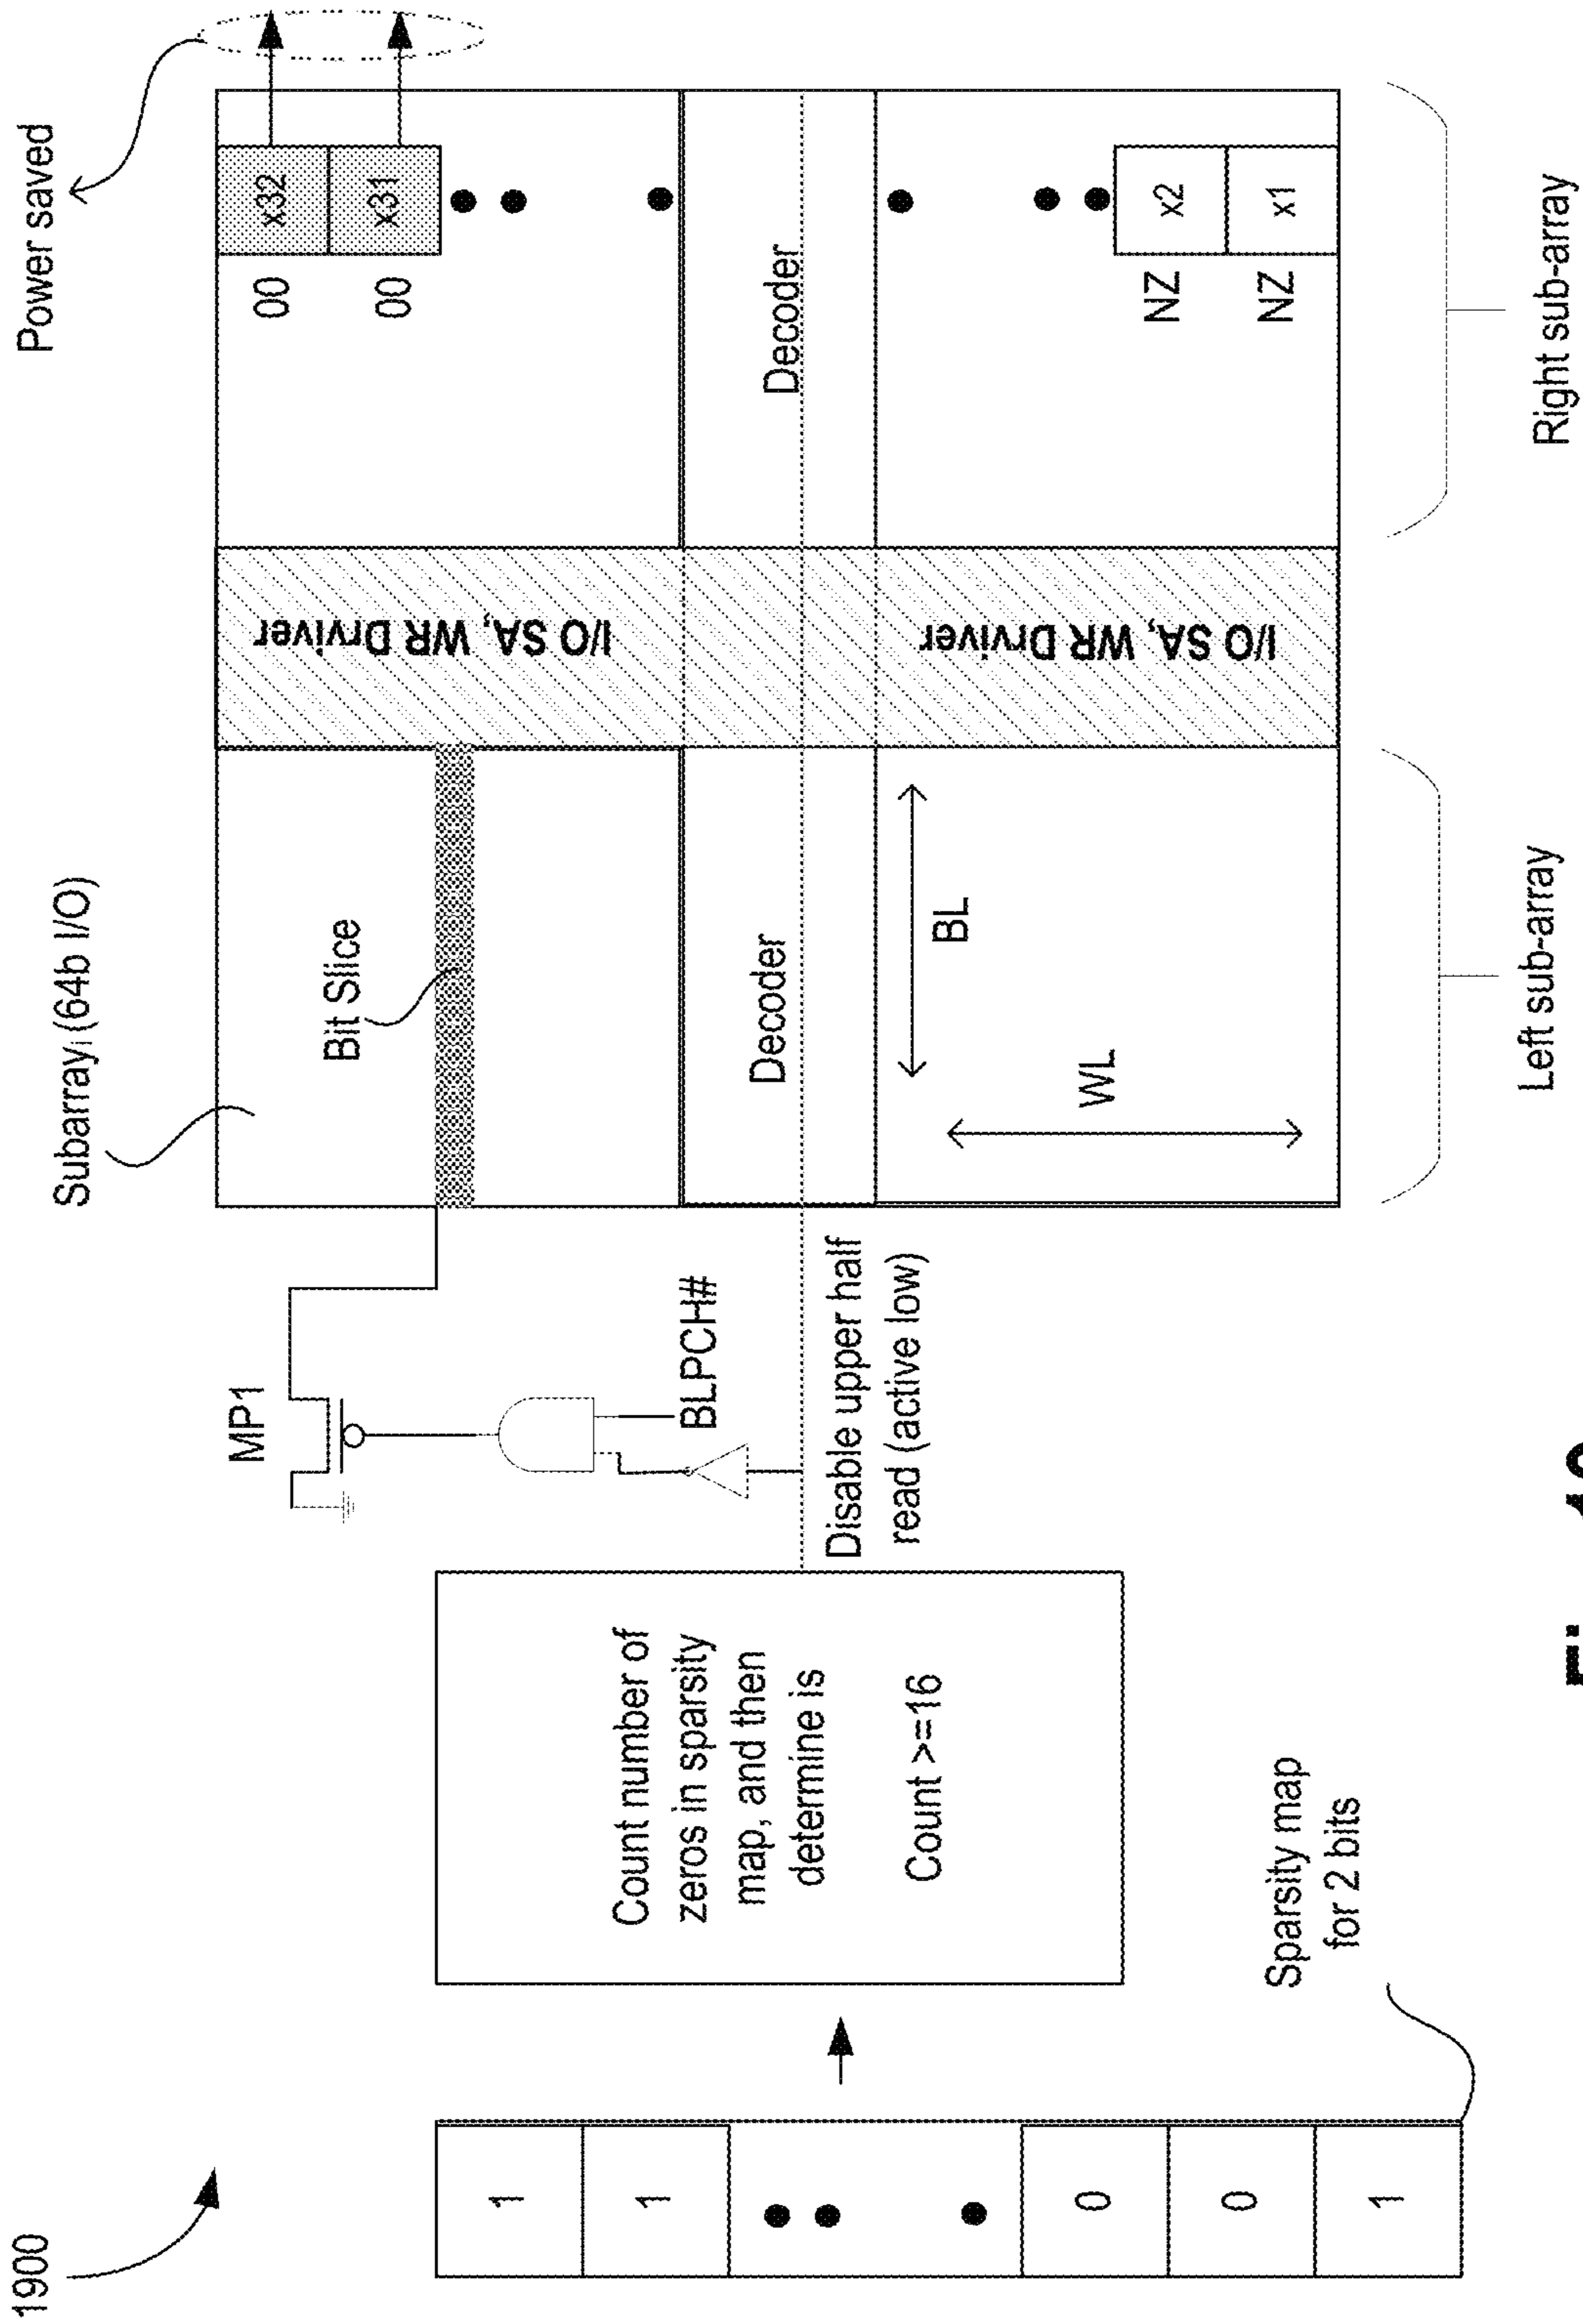 1900
1
1
0
0
1
Sparsity map
for 2 bits
Count number of
zeros in sparsity
map, and then
determine is
Count >=16
MP1
BLPCH#
Disable upper half
read (active low)
Subarrayi (64b I/O)
Bit Slice
Decoder
BL
WL
Left sub-array
I/O SA, WR Drviver
I/O SA, WR Drviver
Power saved
00
x32
00
x31
Decoder
NZ
x2
NZ
x1
Right sub-array